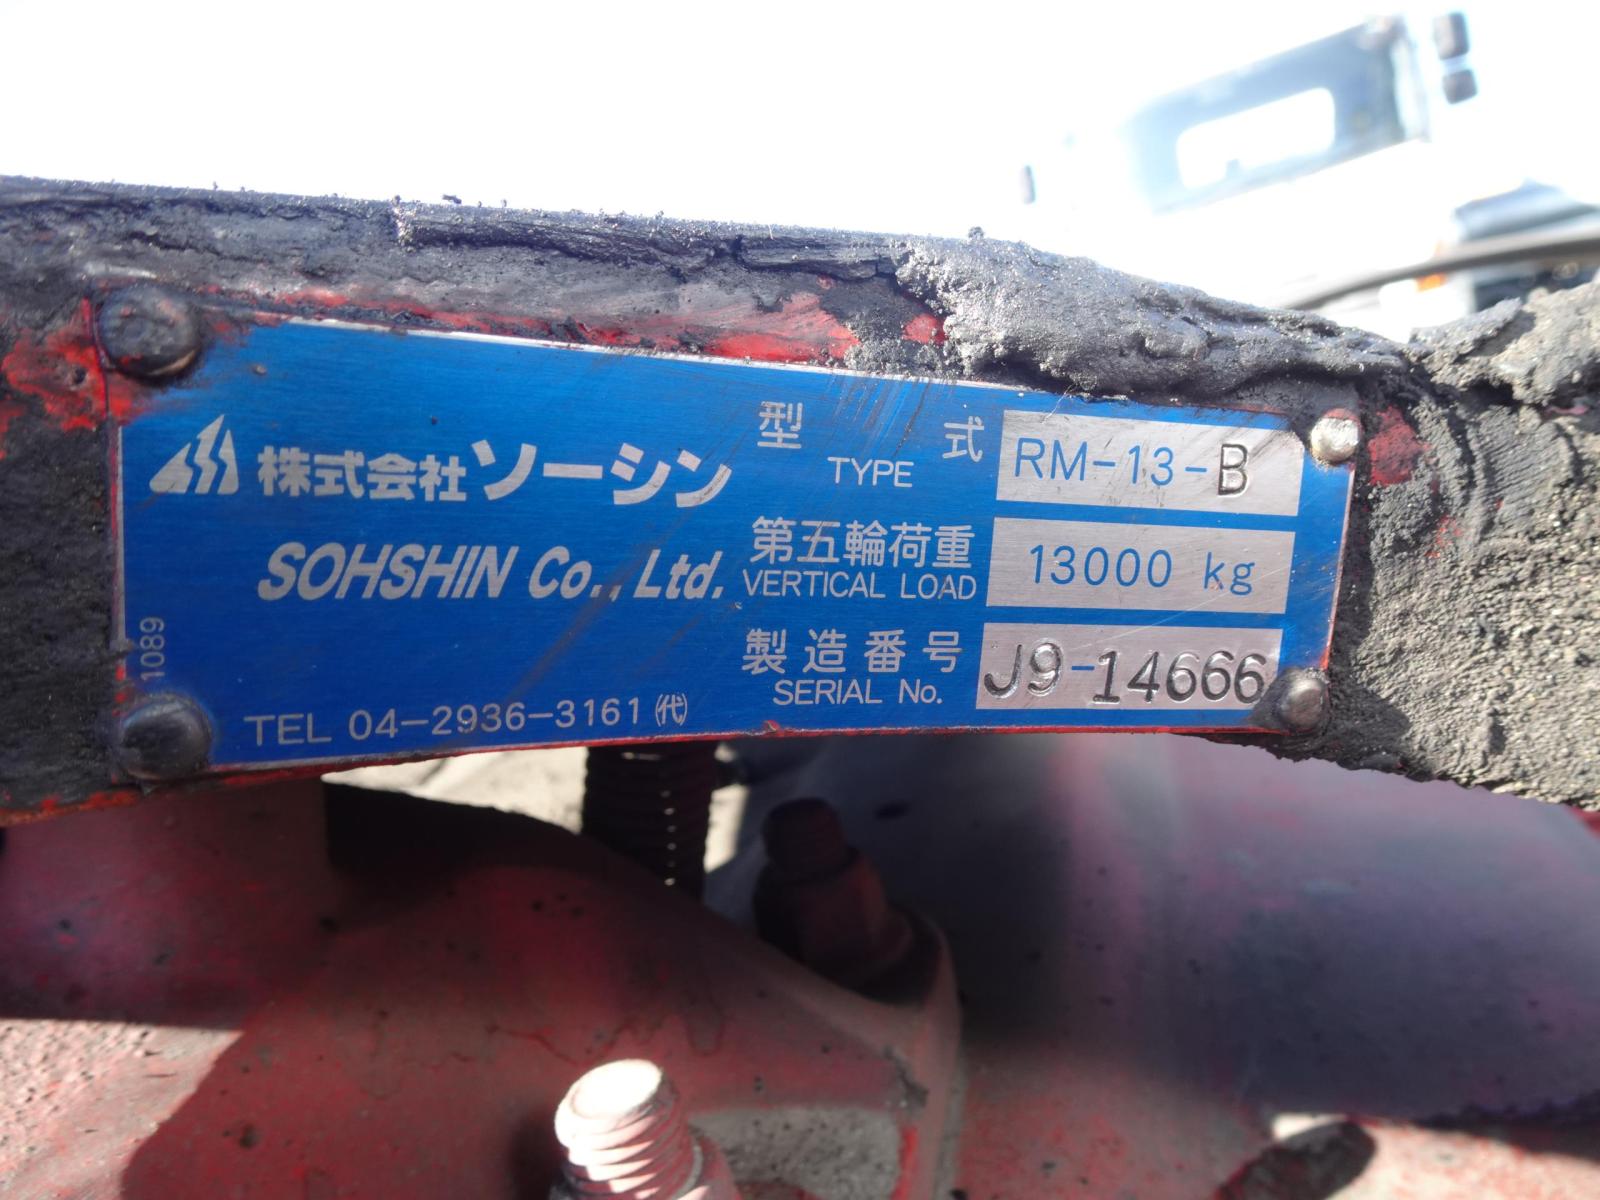 株式会社ソーシン
SOHSHIN Co., Ltd.
1089
TEL 04-2936-3161 (代)
型式
TYPE
RM-13-B
第五輪荷重
VERTICAL LOAD
13000 kg
製造番号
SERIAL No.
J9-14666